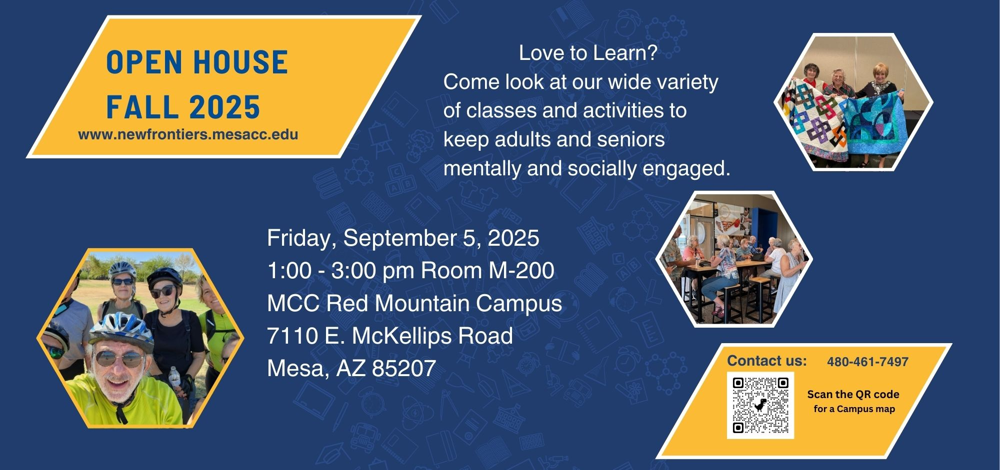 OPEN HOUSE
FALL 2025
www.newfrontiers.mesacc.edu
Love to Learn?
Come look at our wide variety
of classes and activities to
keep adults and seniors
mentally and socially engaged.
Friday, September 5, 2025
1:00 - 3:00 pm Room M-200
MCC Red Mountain Campus
7110 E. McKellips Road
Mesa, AZ 85207
Contact us: 480-461-7497
Scan the QR code
for a Campus map